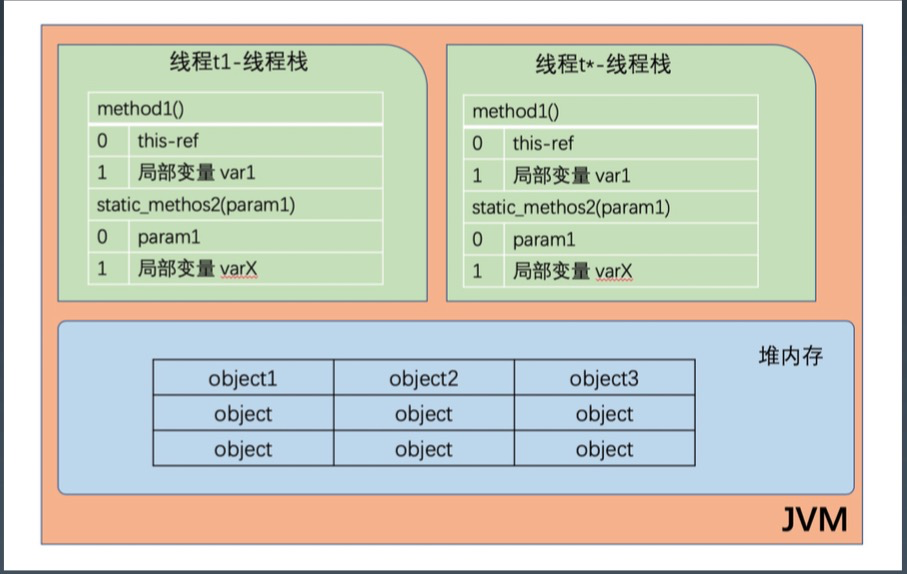 线程t1-线程栈
method1()
0 this-ref
1 局部变量 var1
static_methos2(param1)
0 param1
1 局部变量 varX
线程t*-线程栈
method1()
0 this-ref
1 局部变量 var1
static_methos2(param1)
0 param1
1 局部变量 varX
堆内存
object1 object2 object3
object object object
object object object
JVM